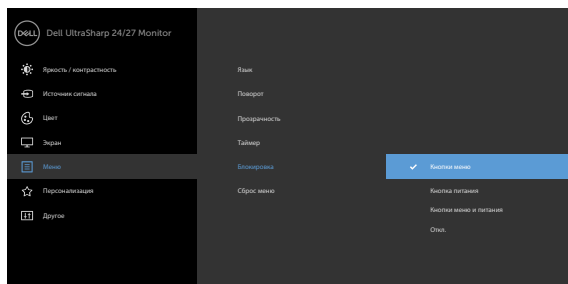 DELL Dell UltraSharp 24/27 Monitor
Яркость / контрастность
Источник сигнала
Цвет
Экран
Меню
Персонализация
Другое
Язык
Поворот
Прозрачность
Таймер
Блокировка
Сброс меню
Кнопки меню
Кнопка питания
Кнопки меню и питания
Откл.